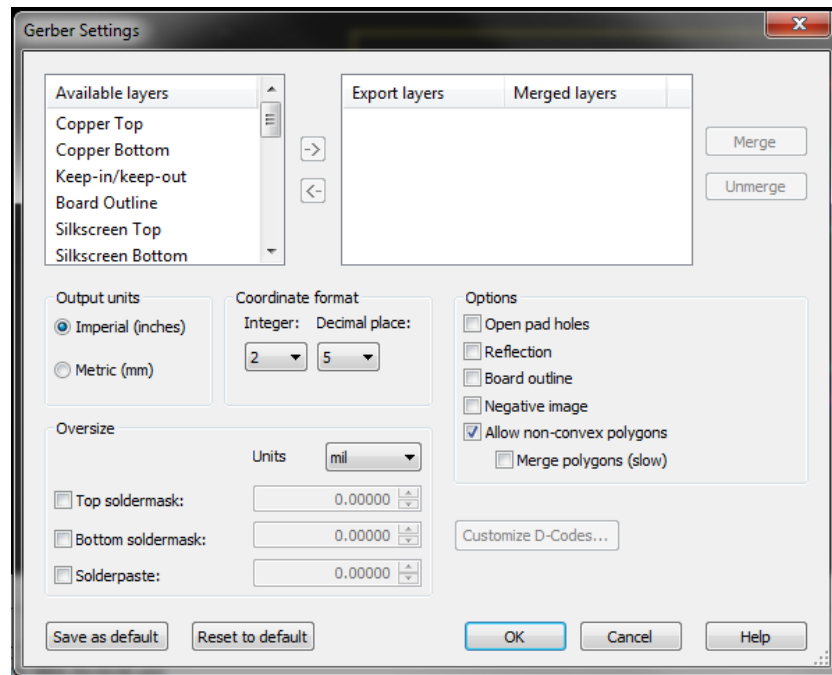 Gerber Settings
Available layers
Copper Top
Copper Bottom
Keep-in/keep-out
Board Outline
Silkscreen Top
Silkscreen Bottom
->
<-
Export layers Merged layers
Merge
Unmerge
Output units
Imperial (inches)
Metric (mm)
Coordinate format
Integer: Decimal place:
2 5
Options
Open pad holes
Reflection
Board outline
Negative image
Allow non-convex polygons
Merge polygons (slow)
Oversize
Units mil
Top soldermask: 0.00000
Bottom soldermask: 0.00000
Solderpaste: 0.00000
Customize D-Codes...
Save as default Reset to default OK Cancel Help